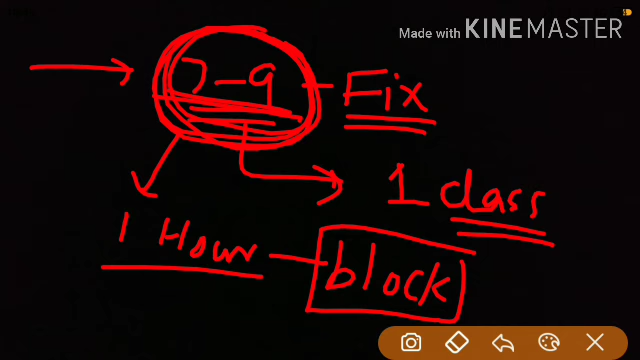 Made with KINEMASTER
7-9 - Fix
1 class
1 Hour - block